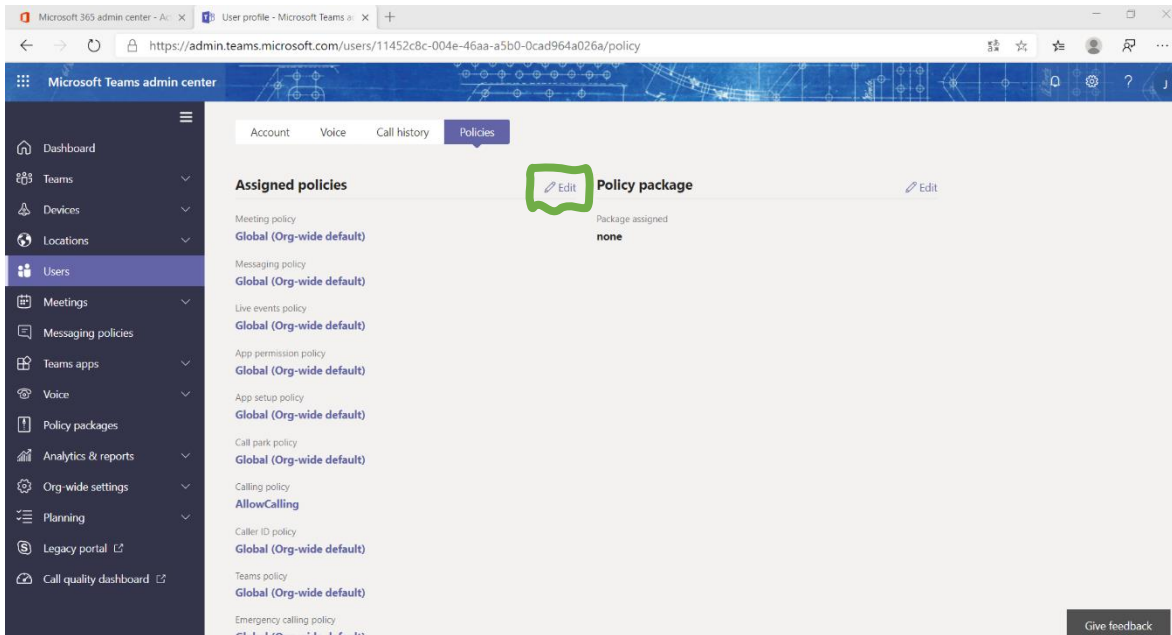 Microsoft 365 admin center - Ac
User profile - Microsoft Teams a
https://admin.teams.microsoft.com/users/11452c8c-004e-46aa-a5b0-0cad964a026a/policy
Microsoft Teams admin center
?
J
Dashboard
Teams
Devices
Locations
Users
Meetings
Messaging policies
Teams apps
Voice
Policy packages
Analytics & reports
Org-wide settings
Planning
Legacy portal
Call quality dashboard
Account Voice Call history Policies
Assigned policies Edit
Meeting policy
Global (Org-wide default)
Messaging policy
Global (Org-wide default)
Live events policy
Global (Org-wide default)
App permission policy
Global (Org-wide default)
App setup policy
Global (Org-wide default)
Call park policy
Global (Org-wide default)
Calling policy
AllowCalling
Caller ID policy
Global (Org-wide default)
Teams policy
Global (Org-wide default)
Emergency calling policy
Policy package Edit
Package assigned
none
Give feedback